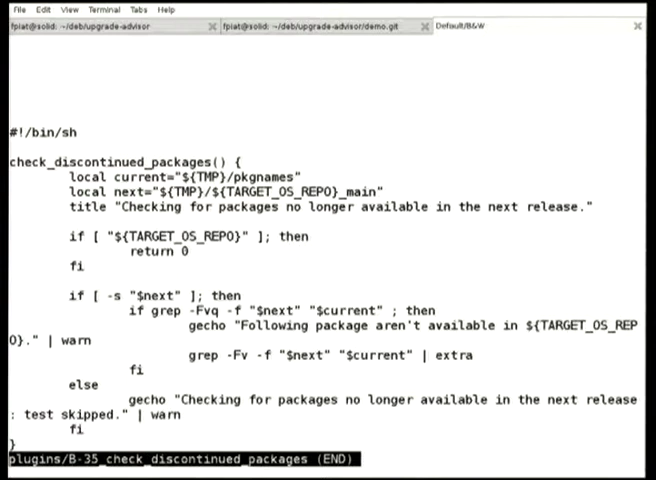 File Edit View Terminal Tabs Help
fpiat@solid: ~/deb/upgrade-advisor fpiat@solid: ~/deb/upgrade-advisor/demo.git Default/B&W
#!/bin/sh
check_discontinued_packages() {
local current="${TMP}/pkgnames"
local next="${TMP}/${TARGET_OS_REPO}_main"
title "Checking for packages no longer available in the next release."
if [ "${TARGET_OS_REPO}" ]; then
return 0
fi
if [ -s "$next" ]; then
if grep -Fvq -f "$next" "$current" ; then
gecho "Following package aren't available in ${TARGET_OS_REP
O}." | warn
grep -Fv -f "$next" "$current" | extra
fi
else
gecho "Checking for packages no longer available in the next release
: test skipped." | warn
fi
}
plugins/B-35_check_discontinued_packages (END)